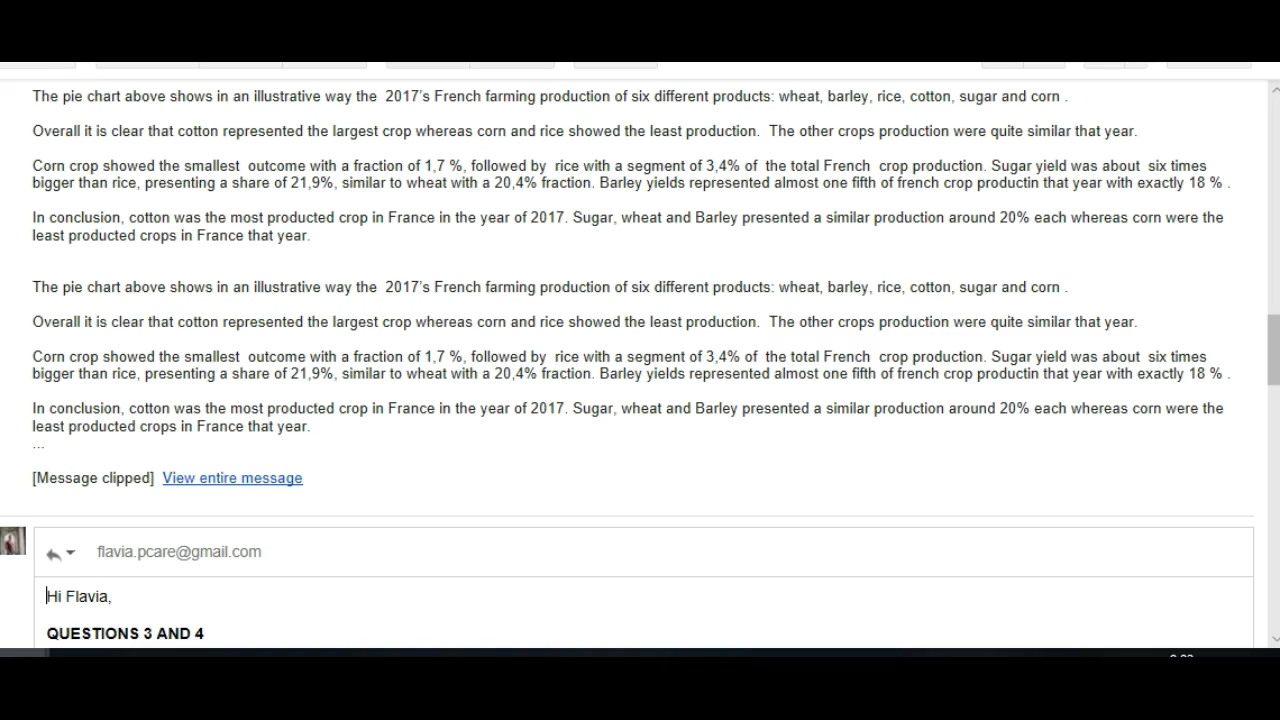 The pie chart above shows in an illustrative way the 2017's French farming production of six different products: wheat, barley, rice, cotton, sugar and corn .
Overall it is clear that cotton represented the largest crop whereas corn and rice showed the least production. The other crops production were quite similar that year.
Corn crop showed the smallest outcome with a fraction of 1,7 %, followed by rice with a segment of 3,4% of the total French crop production. Sugar yield was about six times
bigger than rice, presenting a share of 21,9%, similar to wheat with a 20,4% fraction. Barley yields represented almost one fifth of french crop productin that year with exactly 18 % .
In conclusion, cotton was the most producted crop in France in the year of 2017. Sugar, wheat and Barley presented a similar production around 20% each whereas corn were the
least producted crops in France that year.
The pie chart above shows in an illustrative way the 2017's French farming production of six different products: wheat, barley, rice, cotton, sugar and corn .
Overall it is clear that cotton represented the largest crop whereas corn and rice showed the least production. The other crops production were quite similar that year.
Corn crop showed the smallest outcome with a fraction of 1,7 %, followed by rice with a segment of 3,4% of the total French crop production. Sugar yield was about six times
bigger than rice, presenting a share of 21,9%, similar to wheat with a 20,4% fraction. Barley yields represented almost one fifth of french crop productin that year with exactly 18 % .
In conclusion, cotton was the most producted crop in France in the year of 2017. Sugar, wheat and Barley presented a similar production around 20% each whereas corn were the
least producted crops in France that year.
...
[Message clipped] View entire message
flavia.pcare@gmail.com
Hi Flavia,
QUESTIONS 3 AND 4